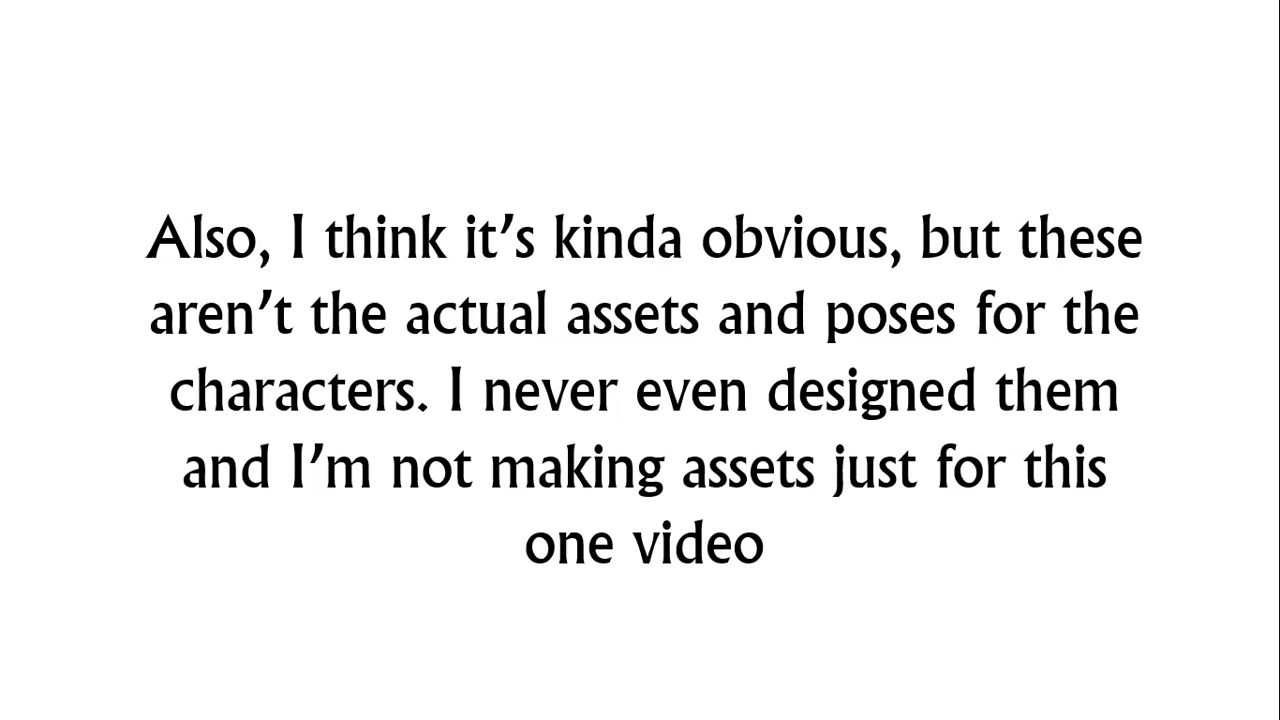 Also, I think it’s kinda obvious, but these
aren’t the actual assets and poses for the
characters. I never even designed them
and I’m not making assets just for this
one video